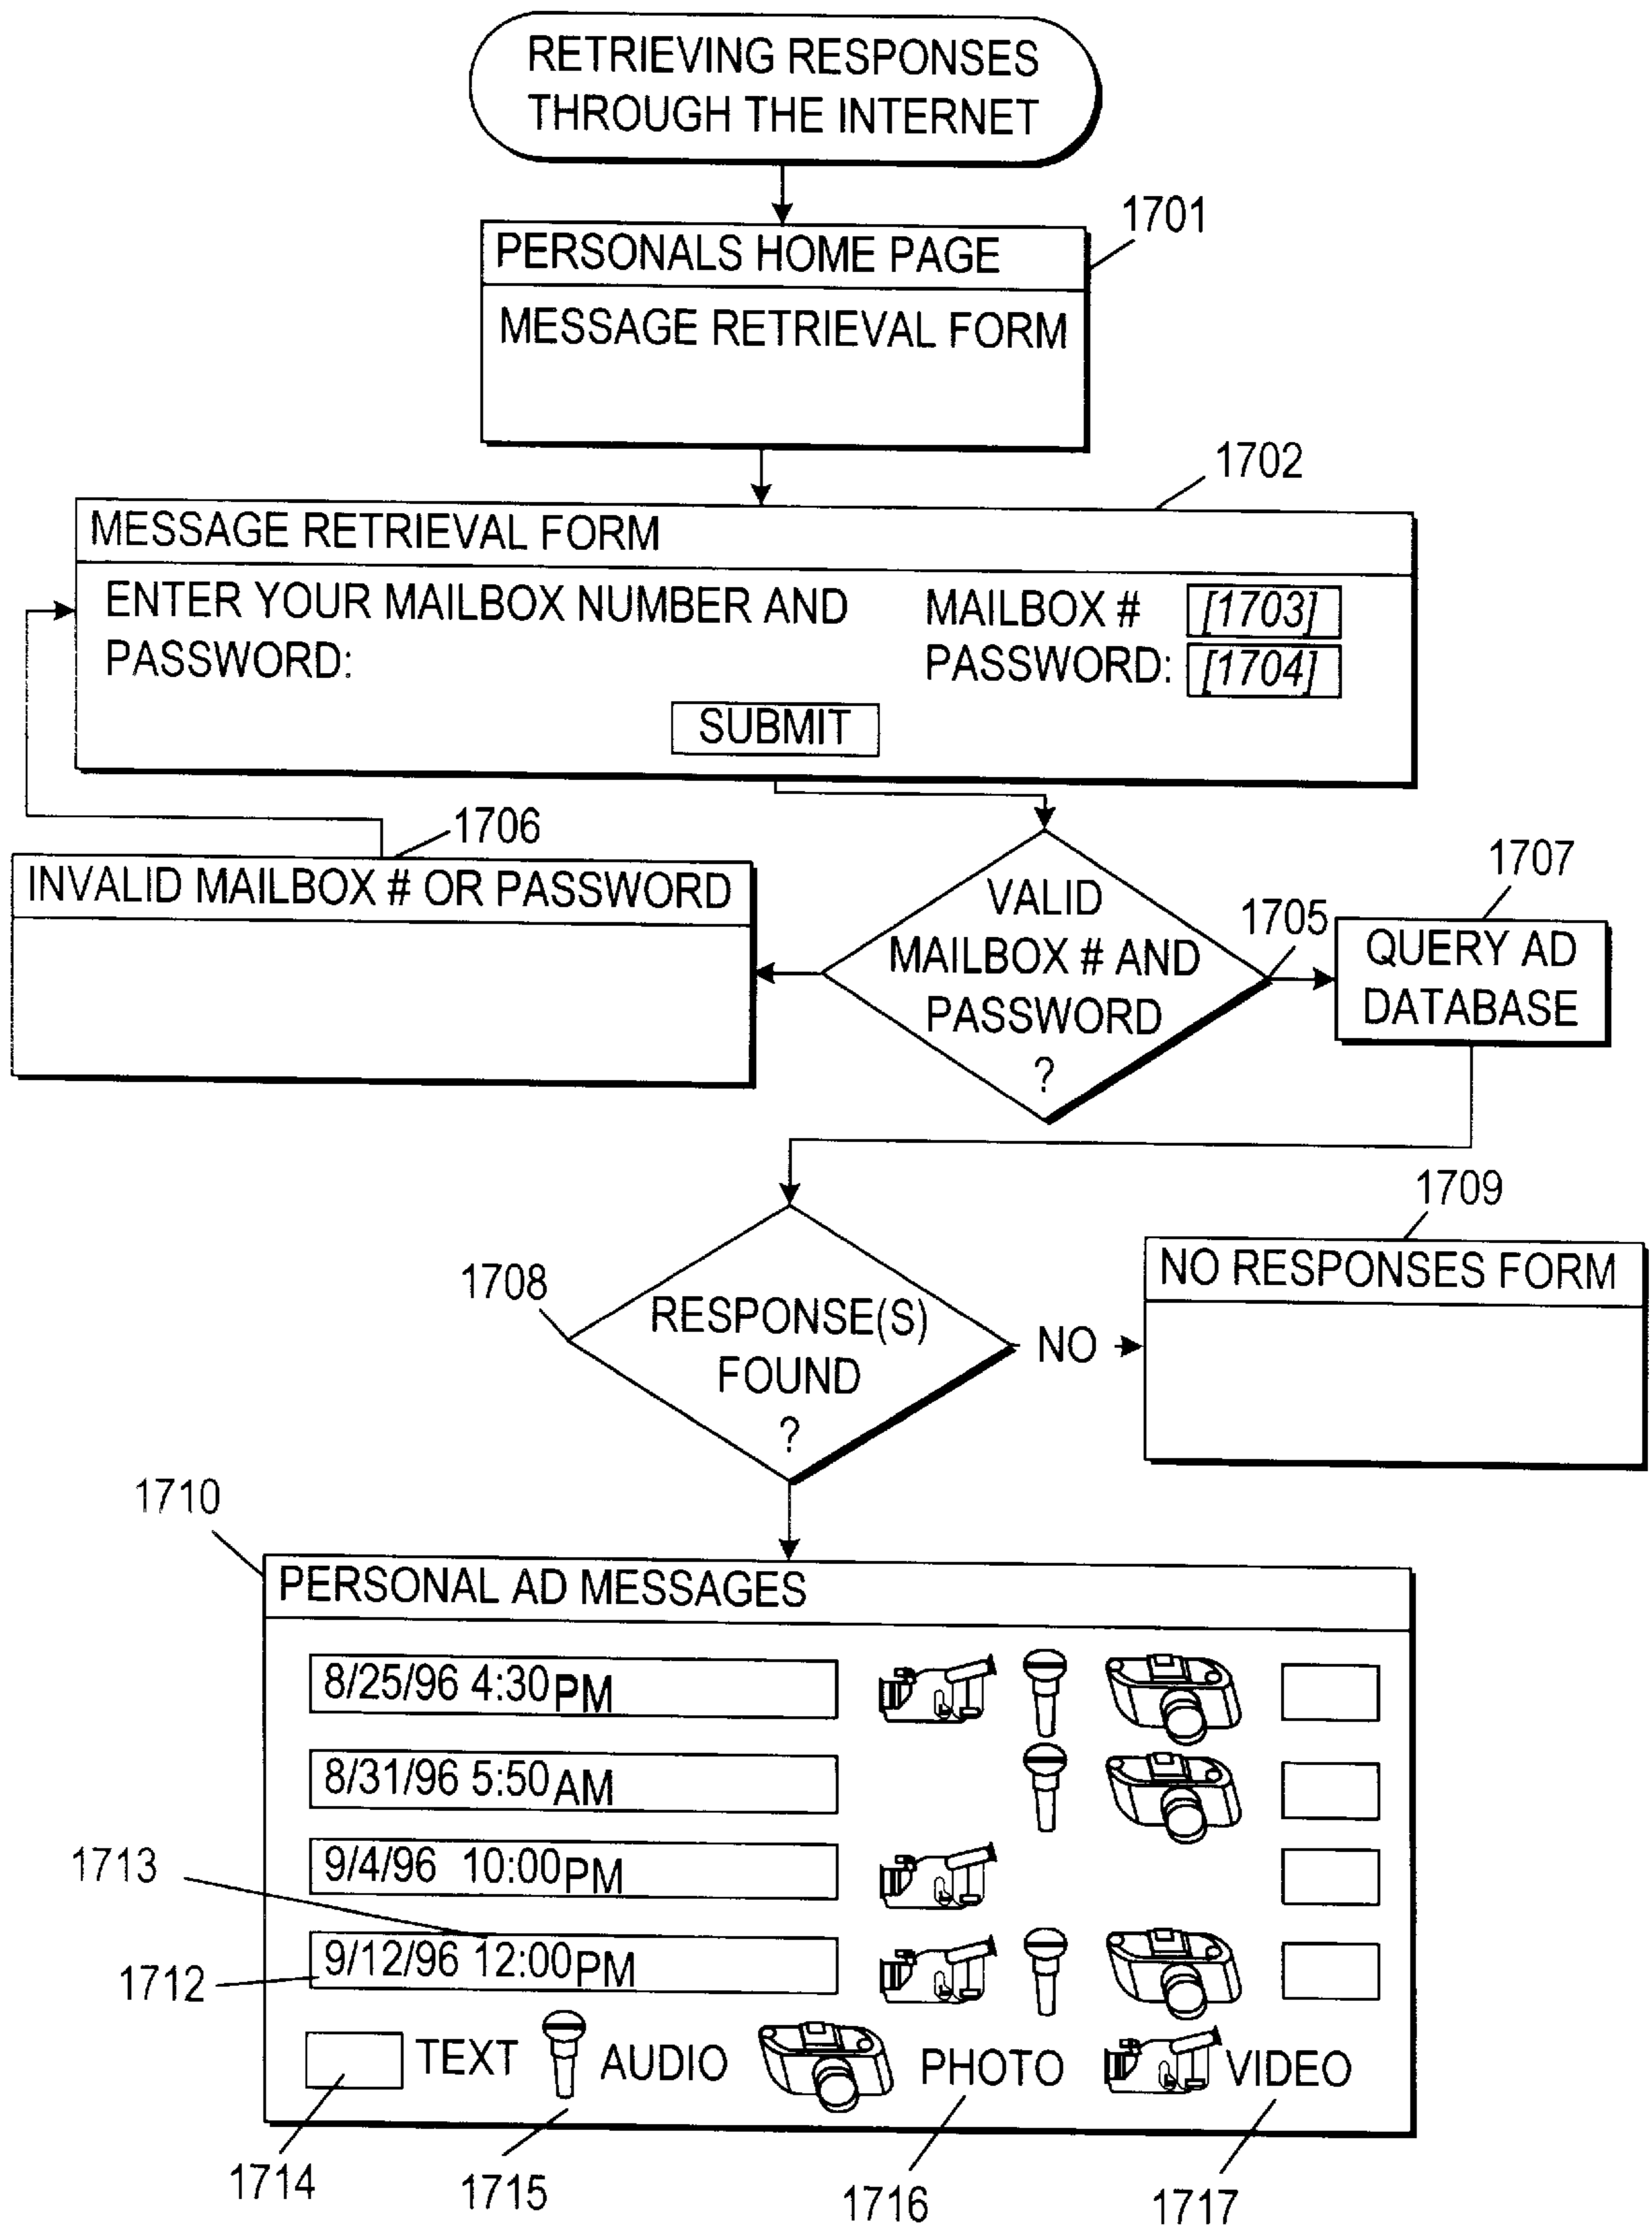 RETRIEVING RESPONSES
THROUGH THE INTERNET
1701
PERSONALS HOME PAGE
MESSAGE RETRIEVAL FORM
1702
MESSAGE RETRIEVAL FORM
ENTER YOUR MAILBOX NUMBER AND
PASSWORD:
MAILBOX # [1703]
PASSWORD: [1704]
SUBMIT
1706
INVALID MAILBOX # OR PASSWORD
VALID
MAILBOX # AND
PASSWORD
?
1705
1707
QUERY AD
DATABASE
1708
RESPONSE(S)
FOUND
?
NO
1709
NO RESPONSES FORM
1710
PERSONAL AD MESSAGES
8/25/96 4:30PM
8/31/96 5:50AM
9/4/96 10:00PM
1713
9/12/96 12:00PM
1712
TEXT AUDIO PHOTO VIDEO
1714 1715 1716 1717